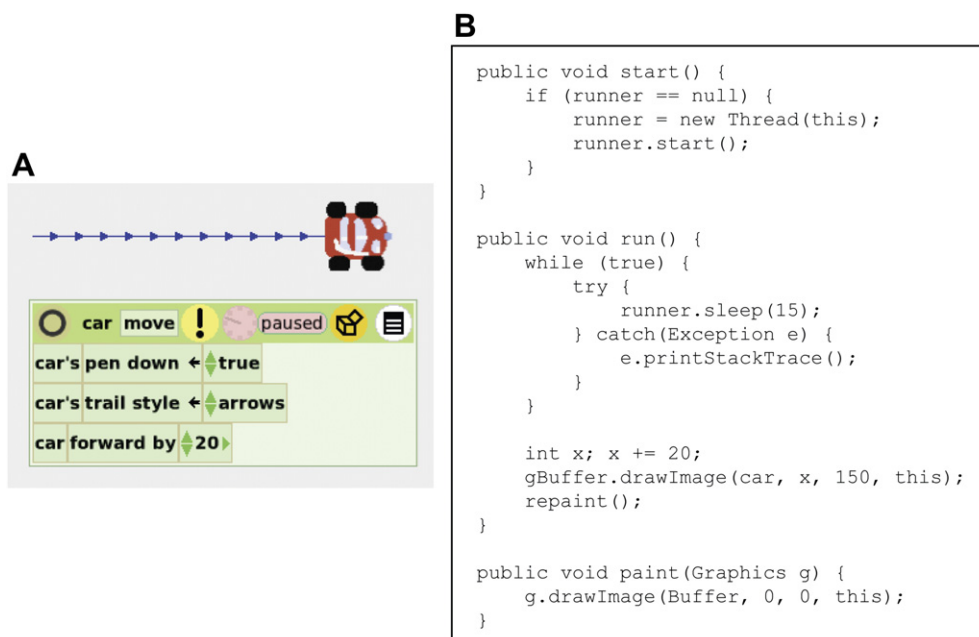 A
car move ! paused
car's pen down ← true
car's trail style ← arrows
car forward by 20
B
public void start() {
    if (runner == null) {
        runner = new Thread(this);
        runner.start();
    }
}
public void run() {
    while (true) {
        try {
            runner.sleep(15);
        } catch(Exception e) {
            e.printStackTrace();
        }
    }
    int x; x += 20;
    gBuffer.drawImage(car, x, 150, this);
    repaint();
}
public void paint(Graphics g) {
    g.drawImage(Buffer, 0, 0, this);
}